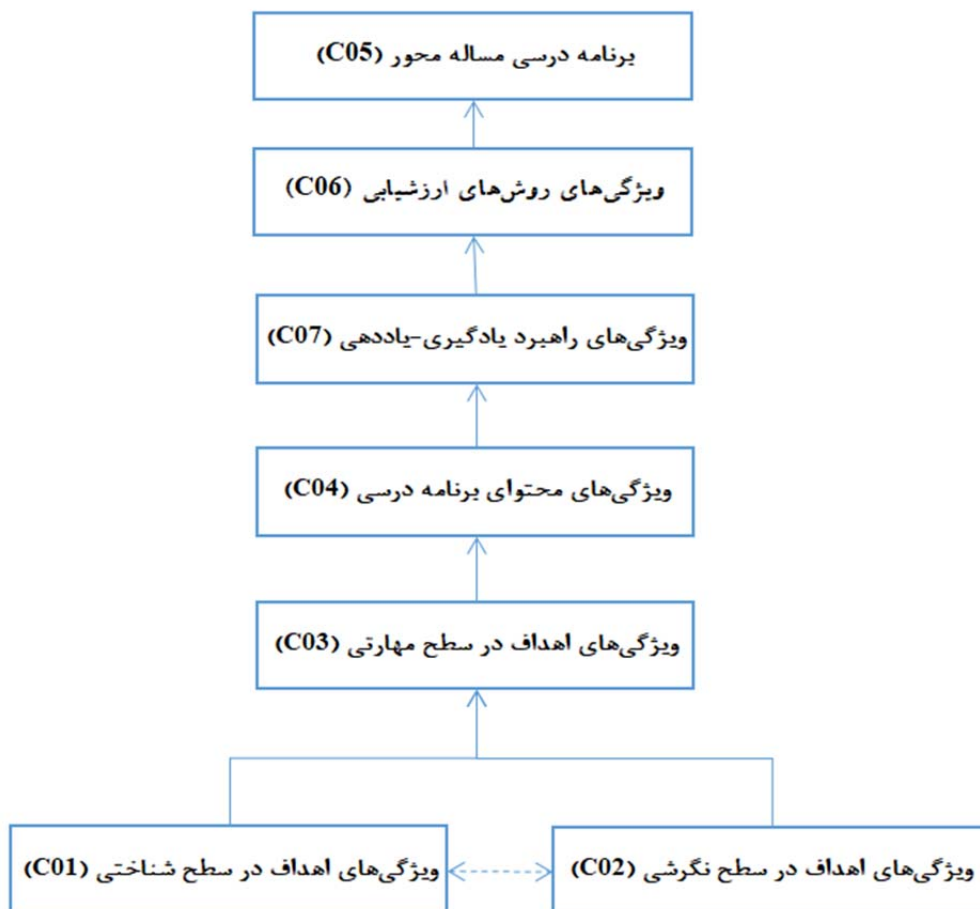 برنامه درسی مساله محور (C05)
ویژگی‌های روش‌های ارزشیابی (C06)
ویژگی‌های راهبرد یادگیری-یاددهی (C07)
ویژگی‌های محتوای برنامه درسی (C04)
ویژگی‌های اهداف در سطح مهارتی (C03)
ویژگی‌های اهداف در سطح نگرشی (C02)
ویژگی‌های اهداف در سطح شناختی (C01)